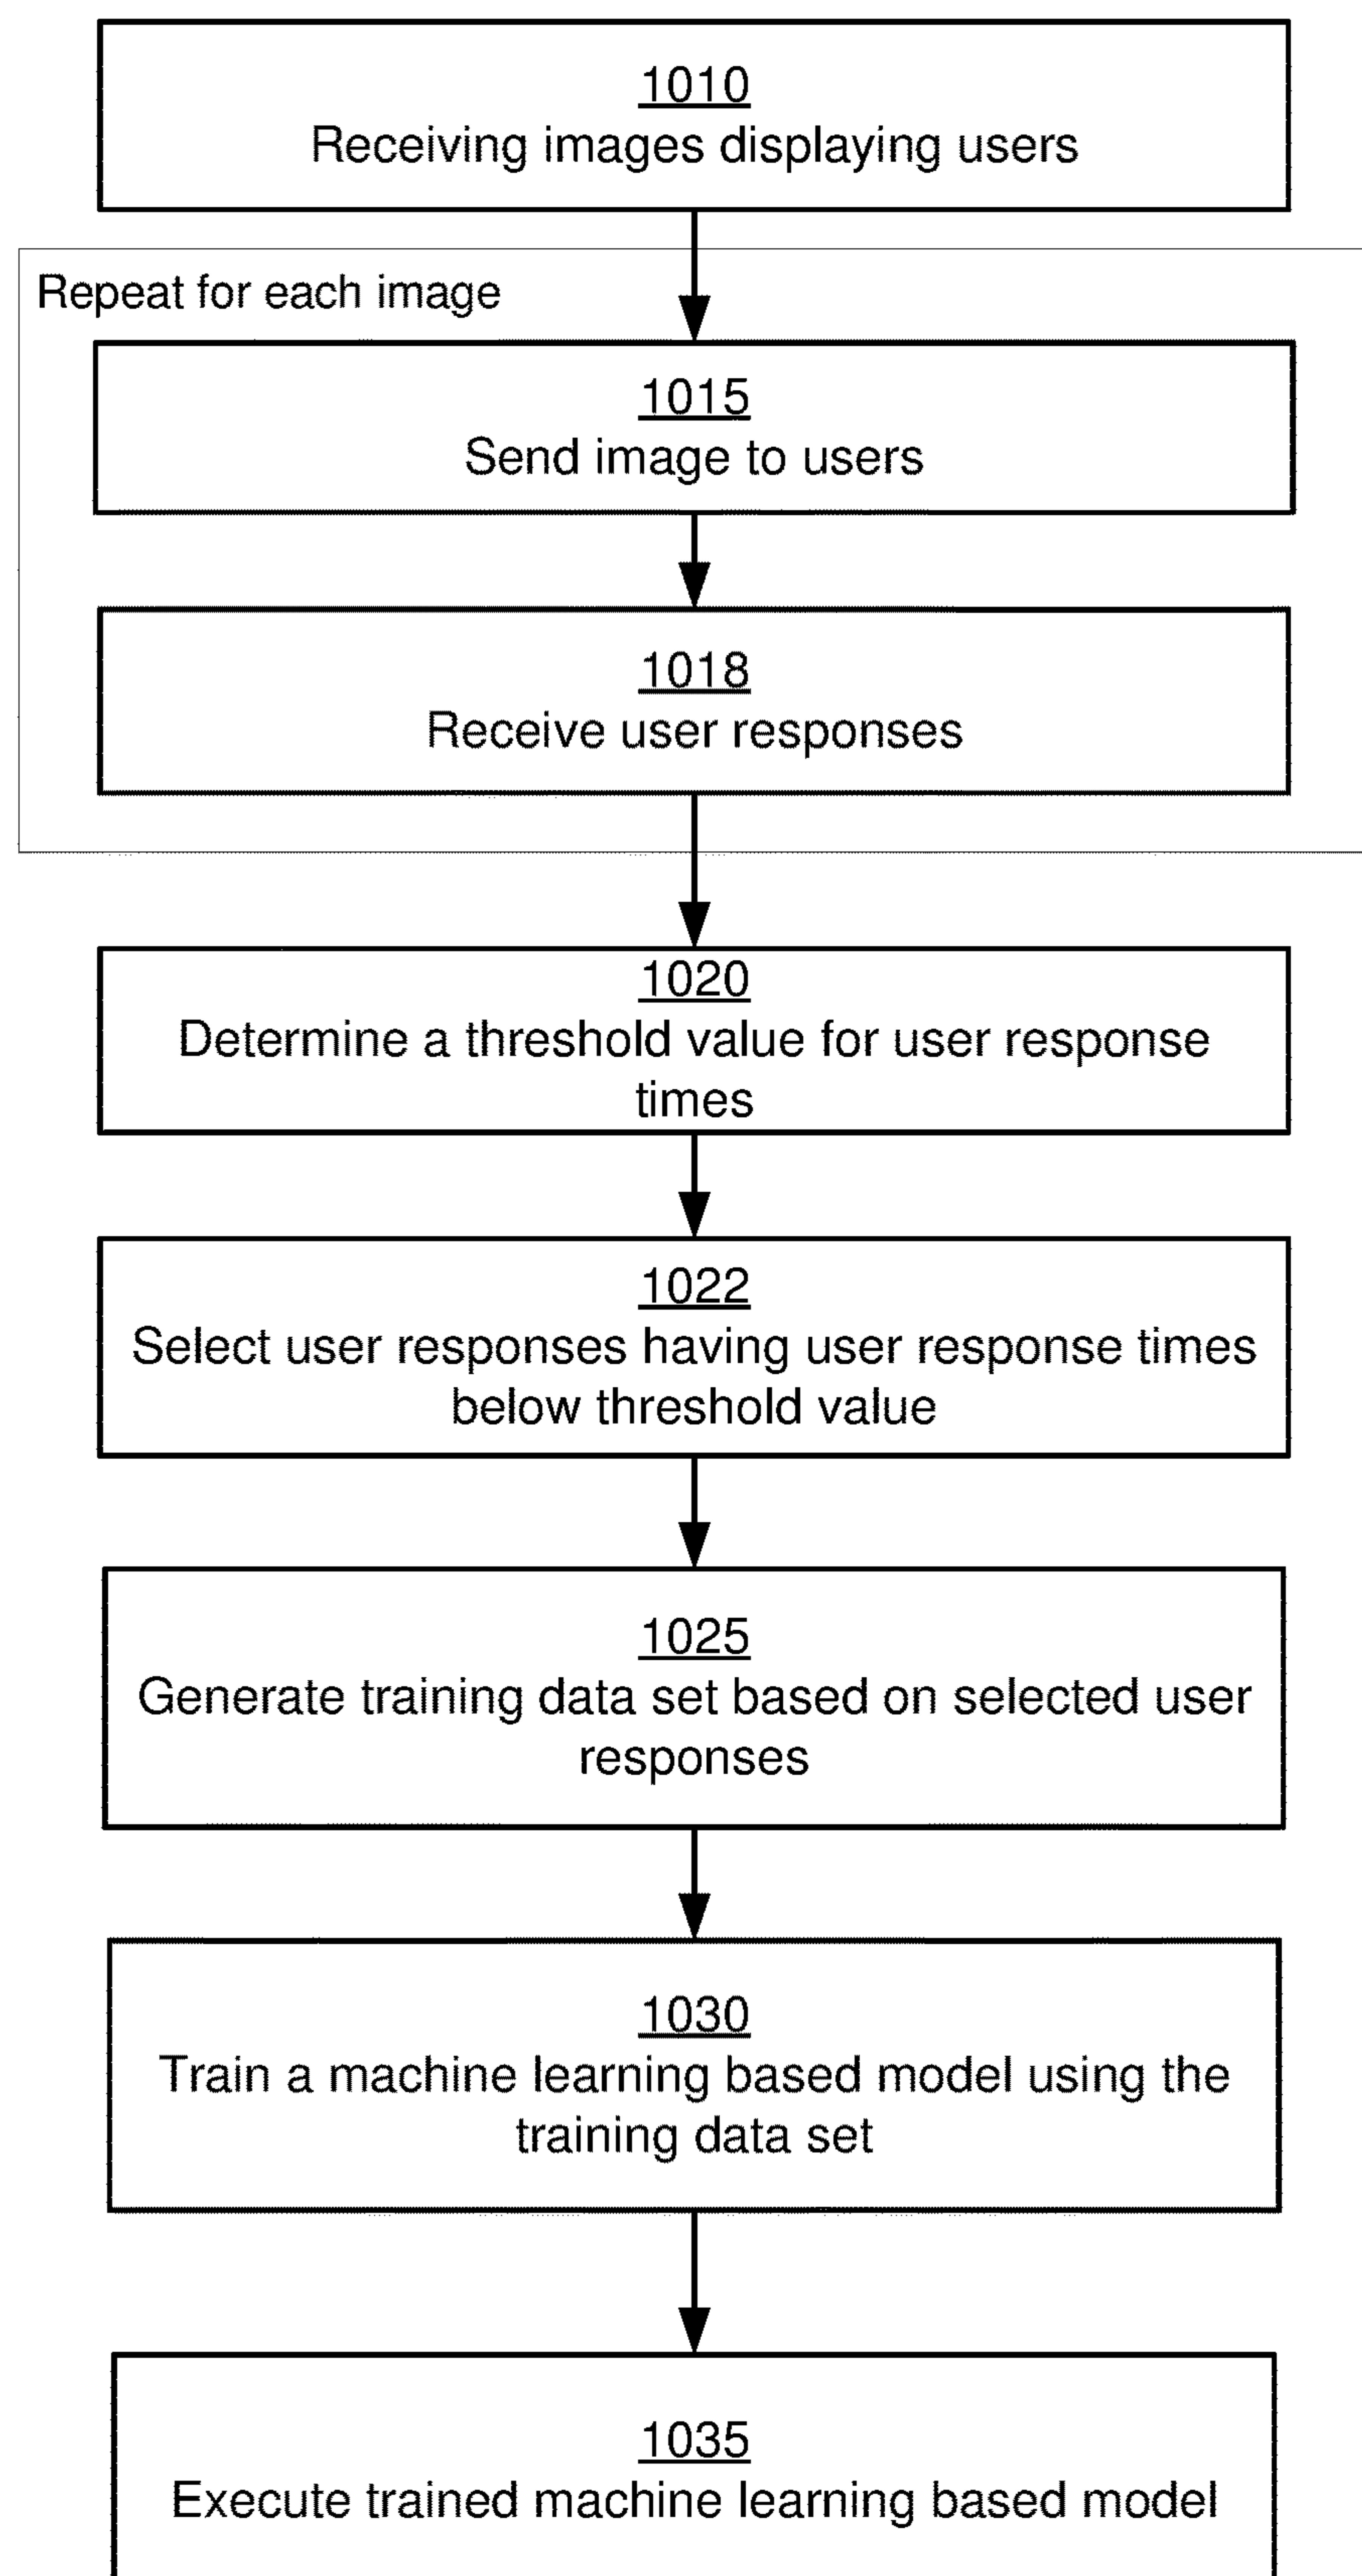 1010
Receiving images displaying users
Repeat for each image
1015
Send image to users
1018
Receive user responses
1020
Determine a threshold value for user response
times
1022
Select user responses having user response times
below threshold value
1025
Generate training data set based on selected user
responses
1030
Train a machine learning based model using the
training data set
1035
Execute trained machine learning based model